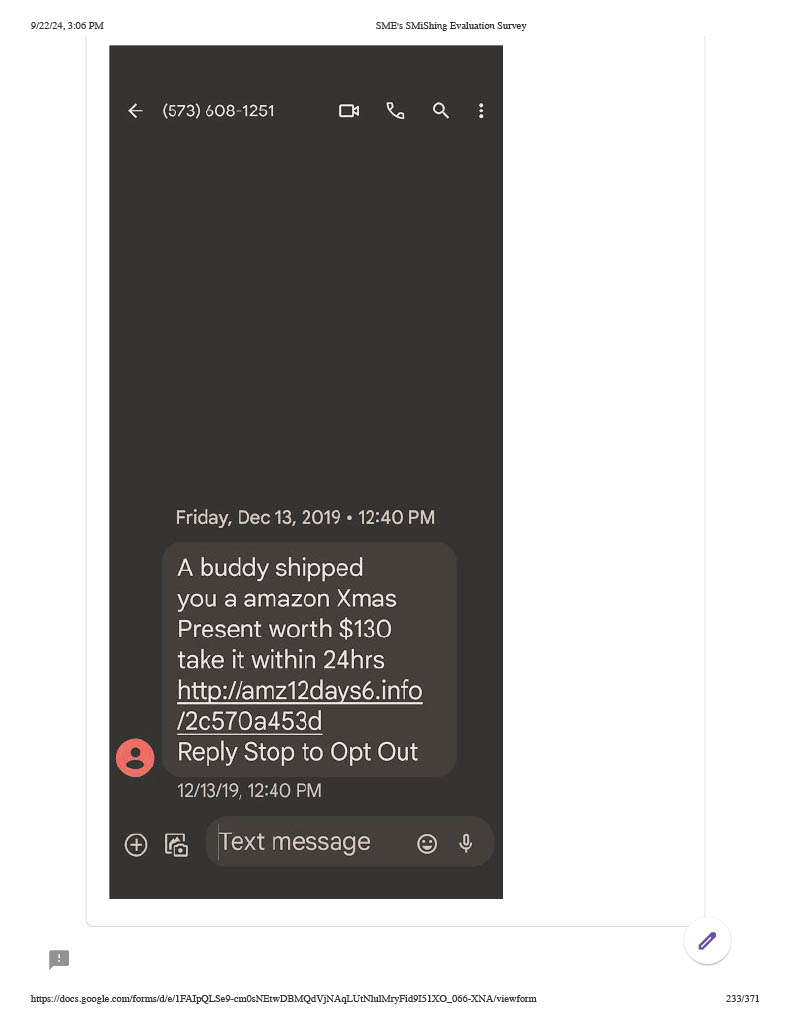 9/22/24, 3:06 PM
SME's SMiShing Evaluation Survey
(573) 608-1251
Friday, Dec 13, 2019 • 12:40 PM
A buddy shipped
you a amazon Xmas
Present worth $130
take it within 24hrs
http://amz12days6.info
/2c570a453d
Reply Stop to Opt Out
12/13/19, 12:40 PM
Text message
https://docs.google.com/forms/d/e/1FAIpQLSe9-cm0sNEtwDBMQdVjNAqLUtNlulMryFid9I51XO_066-XNA/viewform
233/371